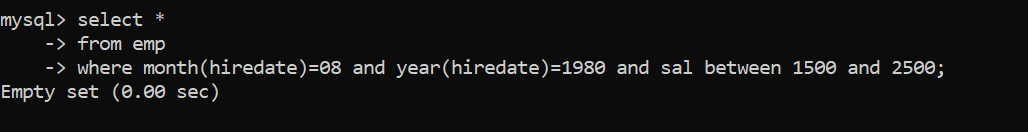 mysql> select *
    -> from emp
    -> where month(hiredate)=08 and year(hiredate)=1980 and sal between 1500 and 2500;
Empty set (0.00 sec)